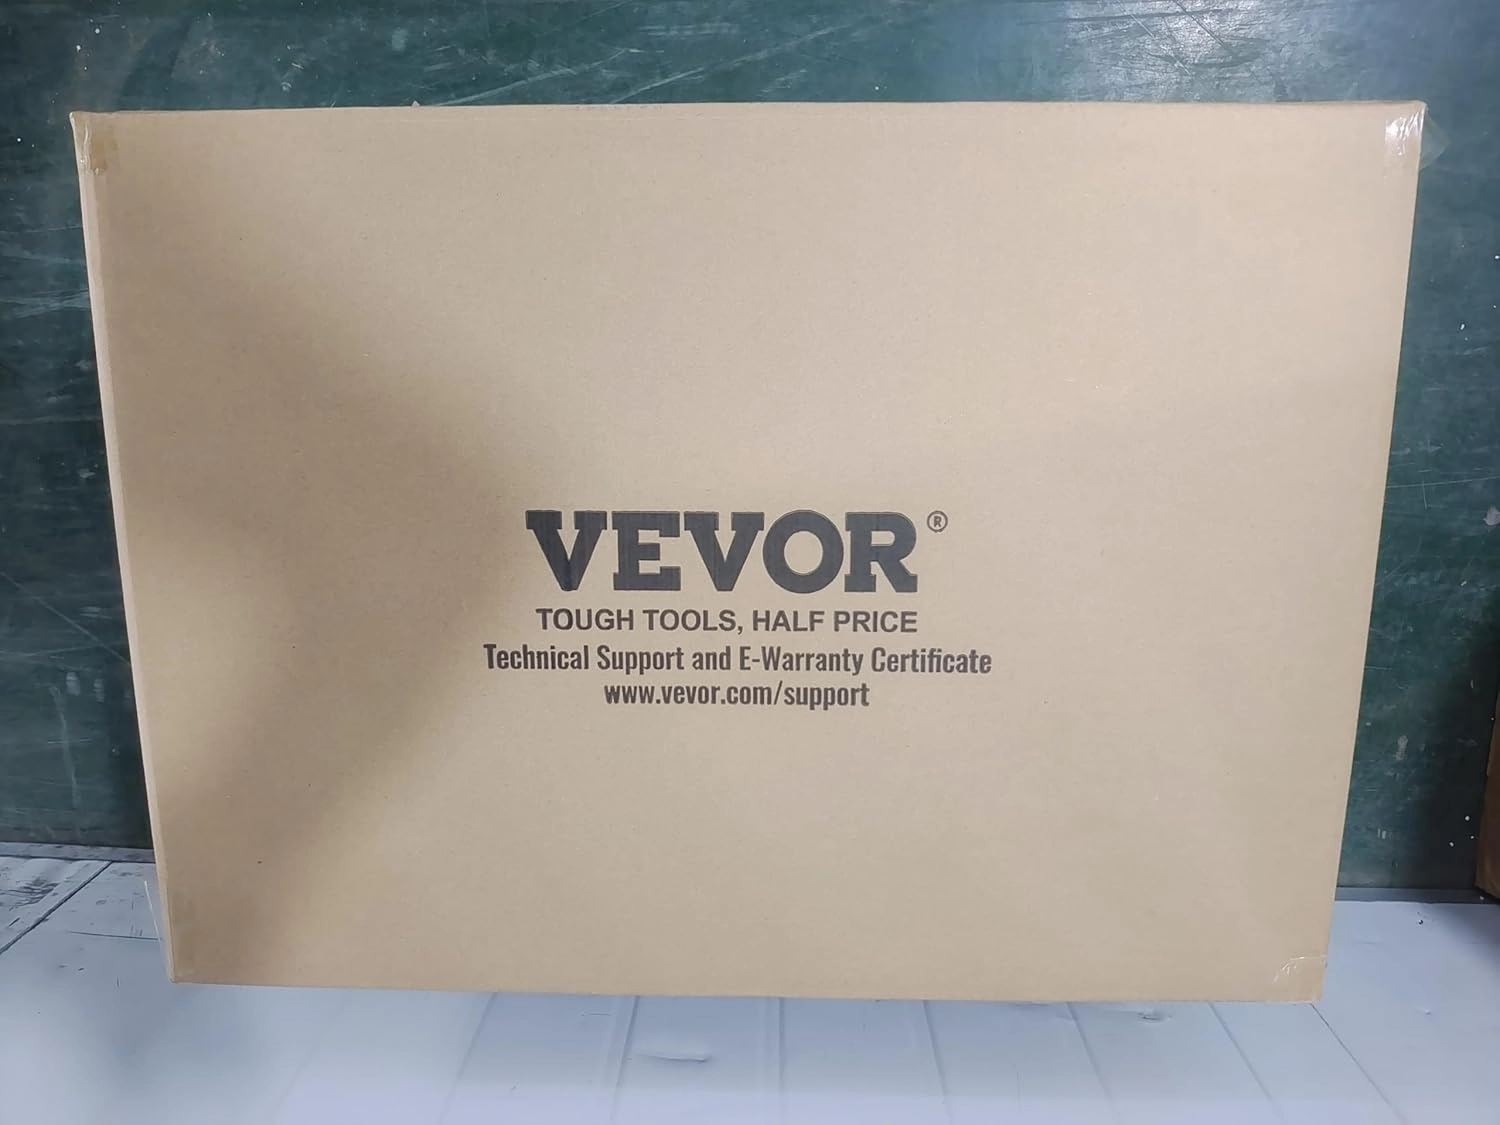 VEVOR®
TOUGH TOOLS, HALF PRICE
Technical Support and E-Warranty Certificate
www.vevor.com/support